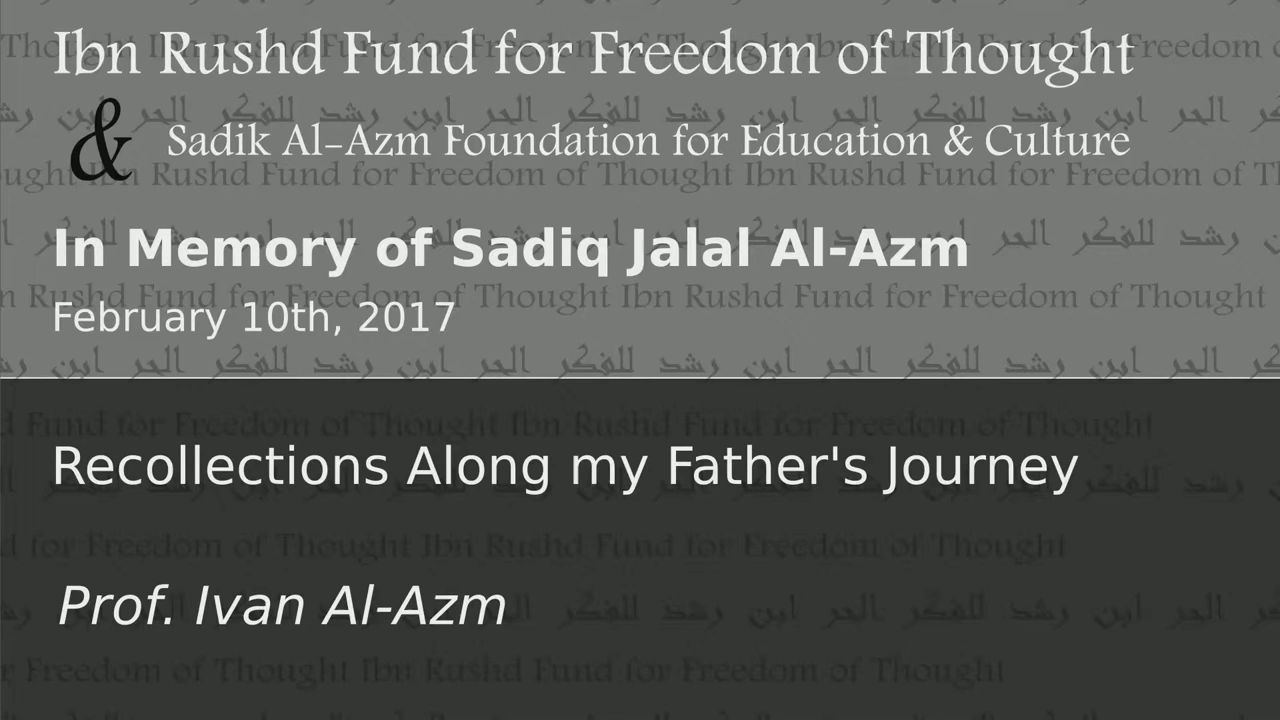 Ibn Rushd Fund for Freedom of Thought
& Sadik Al-Azm Foundation for Education & Culture
In Memory of Sadiq Jalal Al-Azm
February 10th, 2017
Recollections Along my Father's Journey
Prof. Ivan Al-Azm